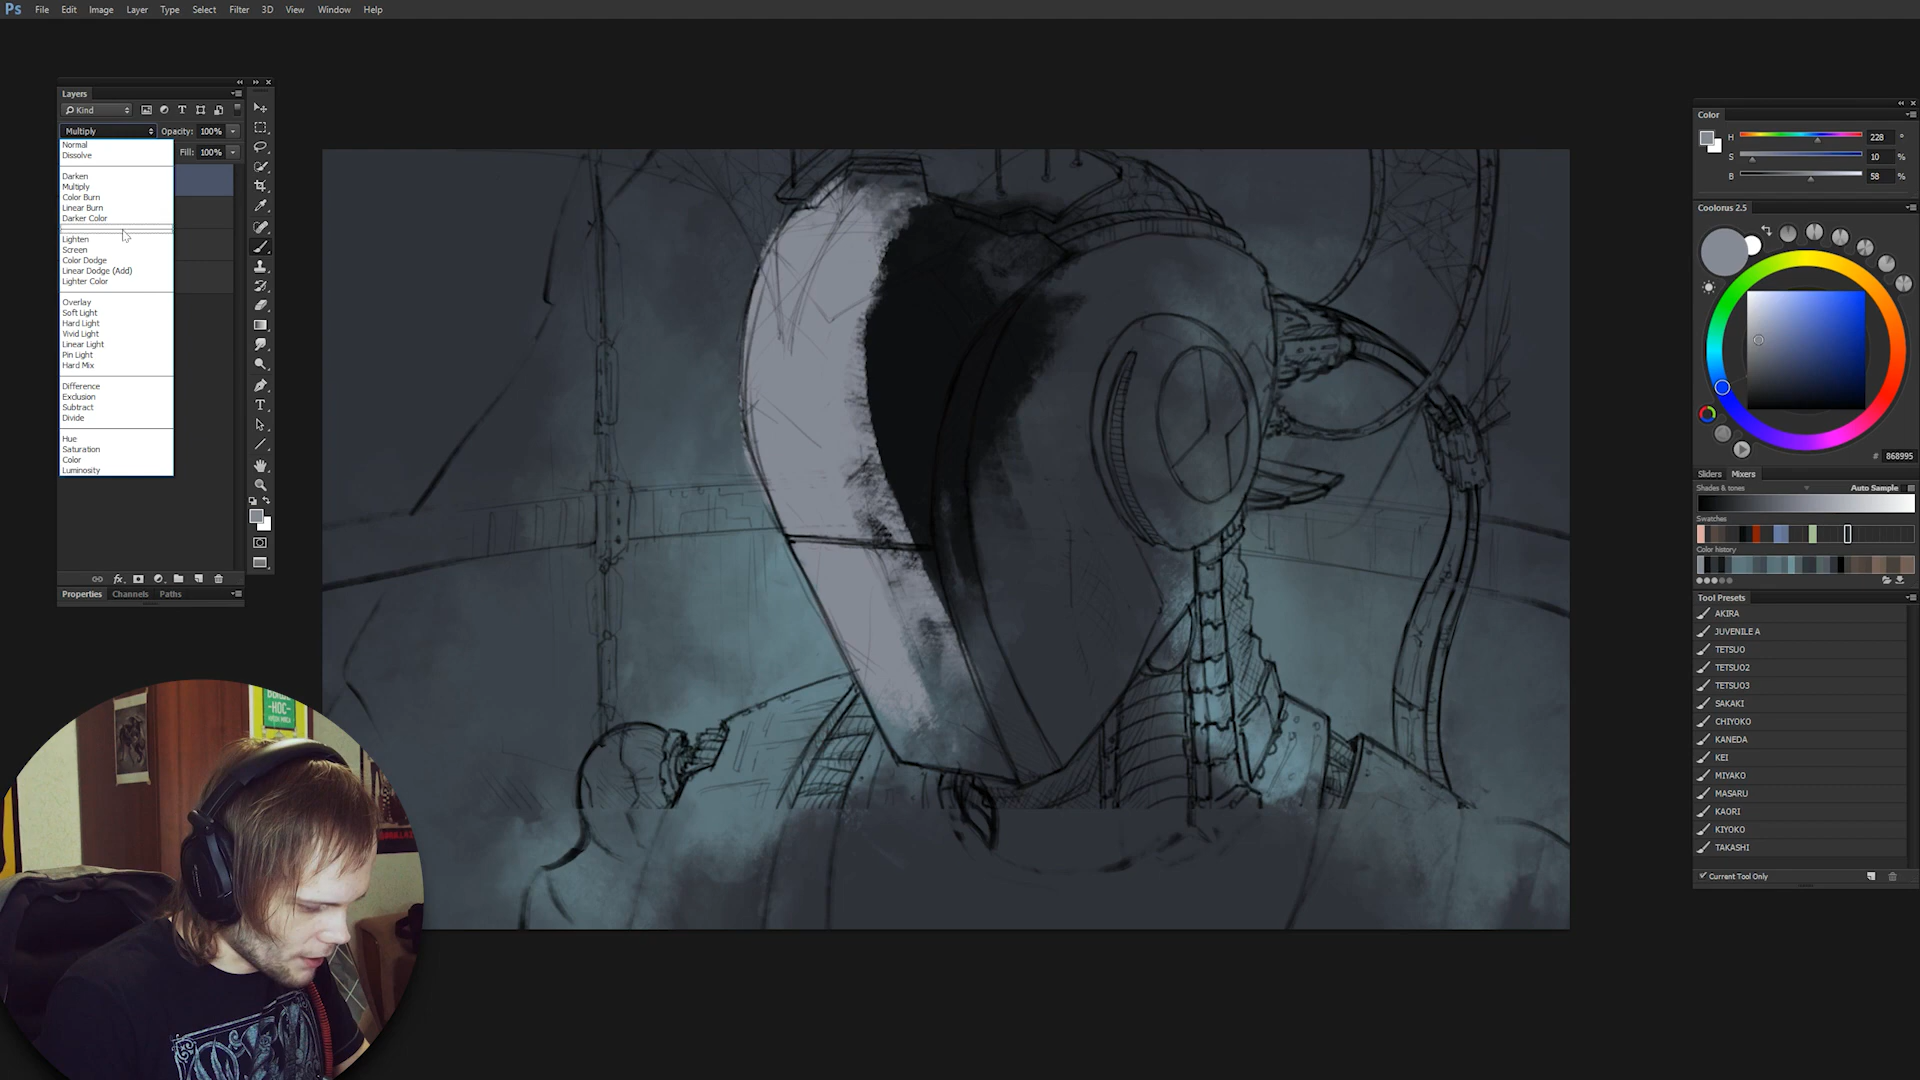 Ps File Edit Image Layer Type Select Filter 3D View Window Help
Layers
Kind
Multiply Opacity: 100%
Fill: 100%
Normal
Dissolve
Darken
Multiply
Color Burn
Linear Burn
Darker Color
Lighten
Screen
Color Dodge
Linear Dodge (Add)
Lighter Color
Overlay
Soft Light
Hard Light
Vivid Light
Linear Light
Pin Light
Hard Mix
Difference
Exclusion
Subtract
Divide
Hue
Saturation
Color
Luminosity
fx
Properties Channels Paths
Color
H 228 °
S 10 %
B 58 %
Coolorus 2.5
# 868995
Sliders Mixers
Shades & tones Auto Sample
Swatches
Color history
Tool Presets
AKIRA
JUVENILE A
TETSUO
TETSUO2
TETSUO3
SAKAKI
CHIYOKO
KANEDA
KEI
MIYAKO
MASARU
KAORI
KIYOKO
TAKASHI
Current Tool Only
-НОС-